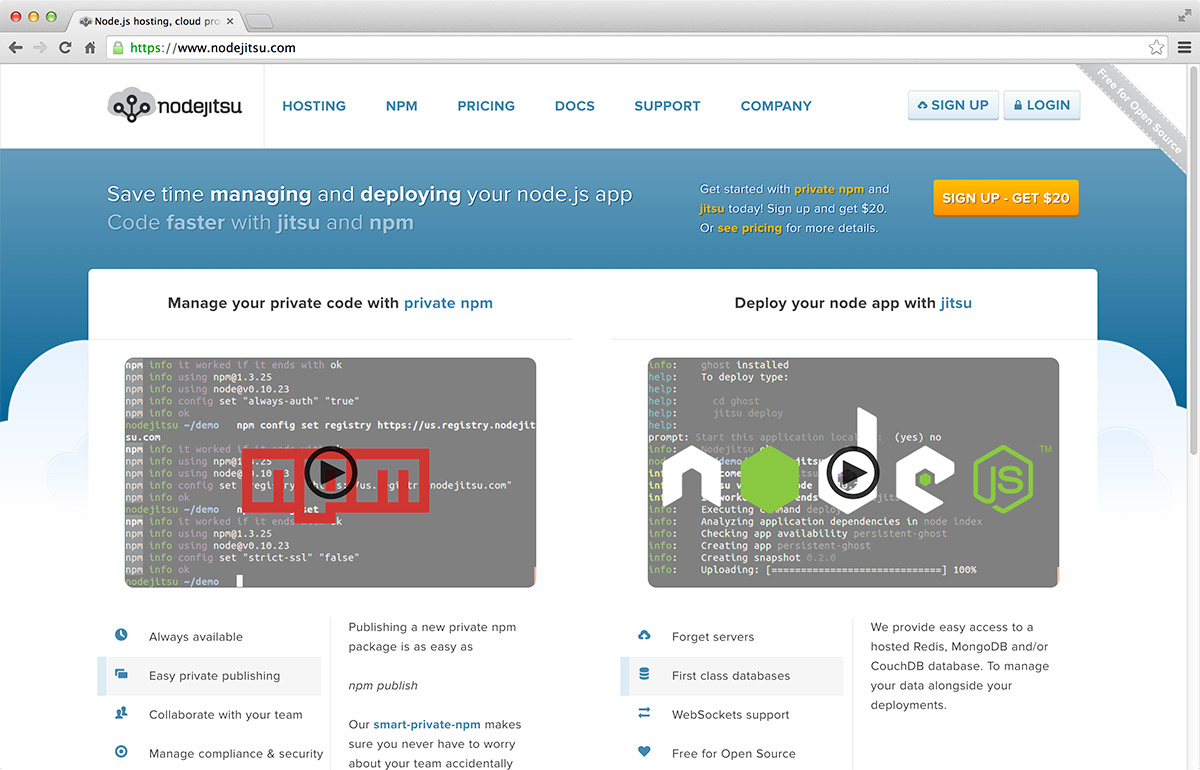 Node.js hosting, cloud pro
https://www.nodejitsu.com
nodejitsu
HOSTING NPM PRICING DOCS SUPPORT COMPANY
SIGN UP LOGIN
Free for Open Source
Save time managing and deploying your node.js app
Code faster with jitsu and npm
Get started with private npm and
jitsu today! Sign up and get $20.
Or see pricing for more details.
SIGN UP - GET $20
Manage your private code with private npm
npm info it worked if it ends with ok
npm info using npm@1.3.25
npm info using node@v0.10.23
npm info config set "always-auth" "true"
npm info ok
nodejitsu ~/demo npm config set registry https://us.registry.nodejit
su.com
npm info it worked if it ends with ok
npm info using npm@1.3.25
npm info using node@v0.10.23
npm info config set "registry" "https://us.registry.nodejitsu.com"
npm info ok
nodejitsu ~/demo set
npm info it worked if it ends with ok
npm info using npm@1.3.25
npm info using node@v0.10.23
npm info config set "strict-ssl" "false"
npm info ok
nodejitsu ~/demo
npm
Always available
Easy private publishing
Collaborate with your team
Manage compliance & security
Publishing a new private npm
package is as easy as
npm publish
Our smart-private-npm makes
sure you never have to worry
about your team accidentally
Deploy your node app with jitsu
info: ghost installed
help: To deploy type:
help:
help: cd ghost
help: jitsu deploy
help:
prompt: Start this application (yes) no
info:
info: Executing command deploy
info: Analyzing application dependencies in node index
info: Checking app availability persistent-ghost
info: Creating app persistent-ghost
info: Creating snapshot 0.2.0
info: Uploading: [=============================] 100%
node
JS
TM
Forget servers
First class databases
WebSockets support
Free for Open Source
We provide easy access to a
hosted Redis, MongoDB and/or
CouchDB database. To manage
your data alongside your
deployments.